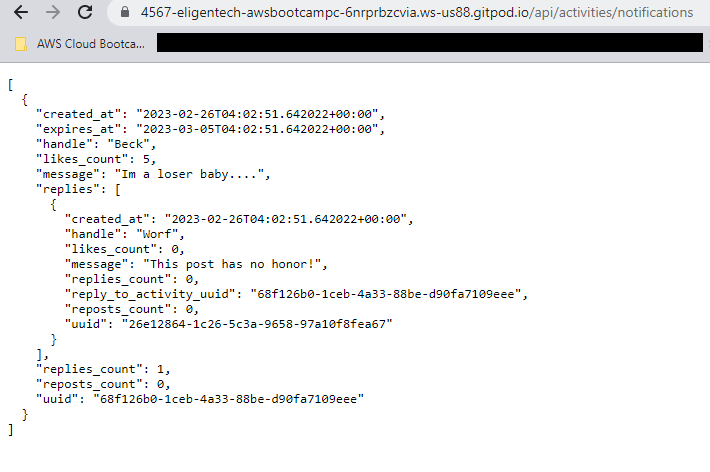 4567-eligentech-awsbootcampc-6nrprbzcvia.ws-us88.gitpod.io/api/activities/notifications
AWS Cloud Bootca...
[
  {
    "created_at": "2023-02-26T04:02:51.642022+00:00",
    "expires_at": "2023-03-05T04:02:51.642022+00:00",
    "handle": "Beck",
    "likes_count": 5,
    "message": "Im a loser baby....",
    "replies": [
      {
        "created_at": "2023-02-26T04:02:51.642022+00:00",
        "handle": "Worf",
        "likes_count": 0,
        "message": "This post has no honor!",
        "replies_count": 0,
        "reply_to_activity_uuid": "68f126b0-1ceb-4a33-88be-d90fa7109eee",
        "reposts_count": 0,
        "uuid": "26e12864-1c26-5c3a-9658-97a10f8fea67"
      }
    ],
    "replies_count": 1,
    "reposts_count": 0,
    "uuid": "68f126b0-1ceb-4a33-88be-d90fa7109eee"
  }
]